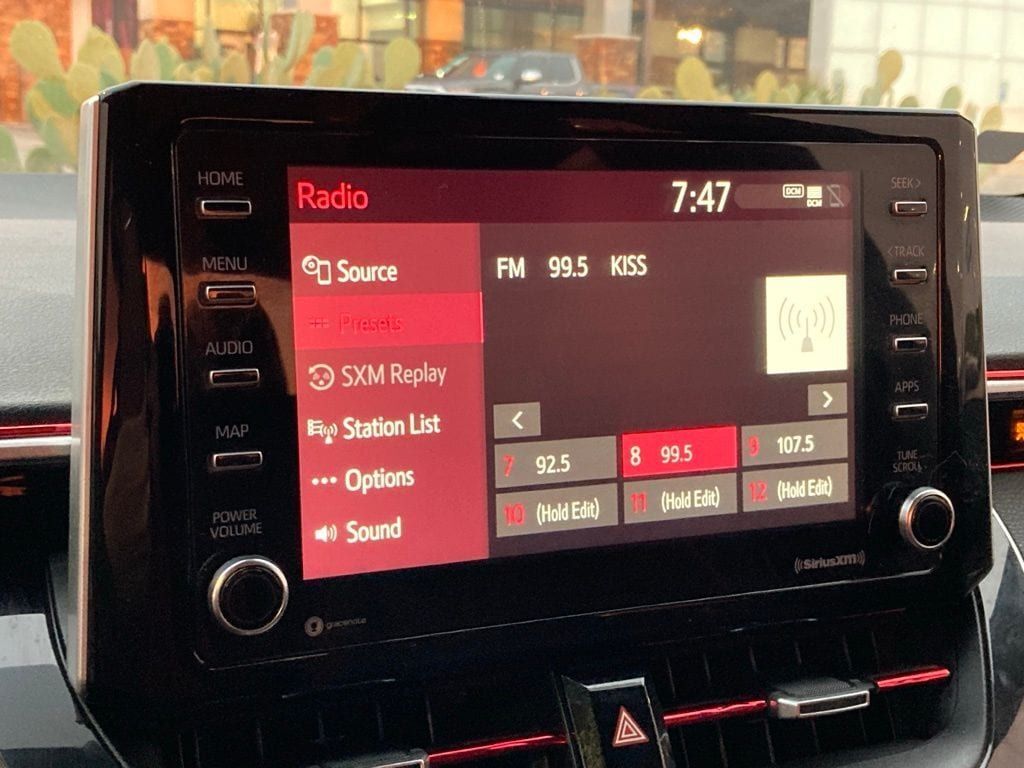 HOME
MENU
AUDIO
MAP
POWER
VOLUME
Radio
7:47
DCM
DCM
Source
Presets
SXM Replay
Station List
Options
Sound
FM 99.5 KISS
<
>
7 92.5
8 99.5
9 107.5
10 (Hold Edit)
11 (Hold Edit)
12 (Hold Edit)
SEEK >
< TRACK
PHONE
APPS
TUNE
SCROLL
gracenote
SiriusXM